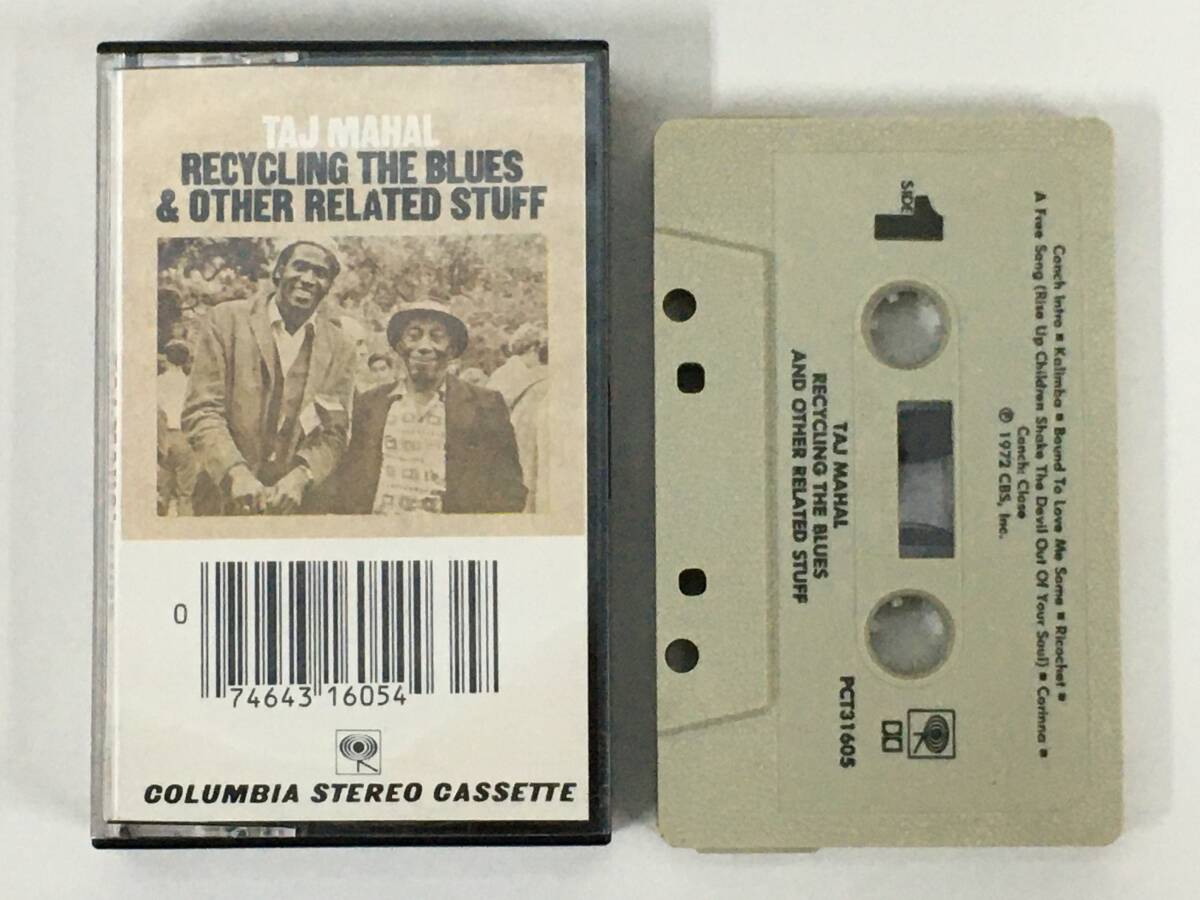 TAJ MAHAL
RECYCLING THE BLUES
& OTHER RELATED STUFF
0
74643 16054
COLUMBIA STEREO CASSETTE
SIDE 1
Conch Intro ■ Kalimba ■ Bound To Love Me Some ■ Ricochet ■
A Free Song (Rise Up Children Shake The Devil Out Of Your Soul) ■ Corinna ■
Conch: Close
℗ 1972 CBS, Inc.
TAJ MAHAL
RECYCLING THE BLUES
AND OTHER RELATED STUFF
PCT31605